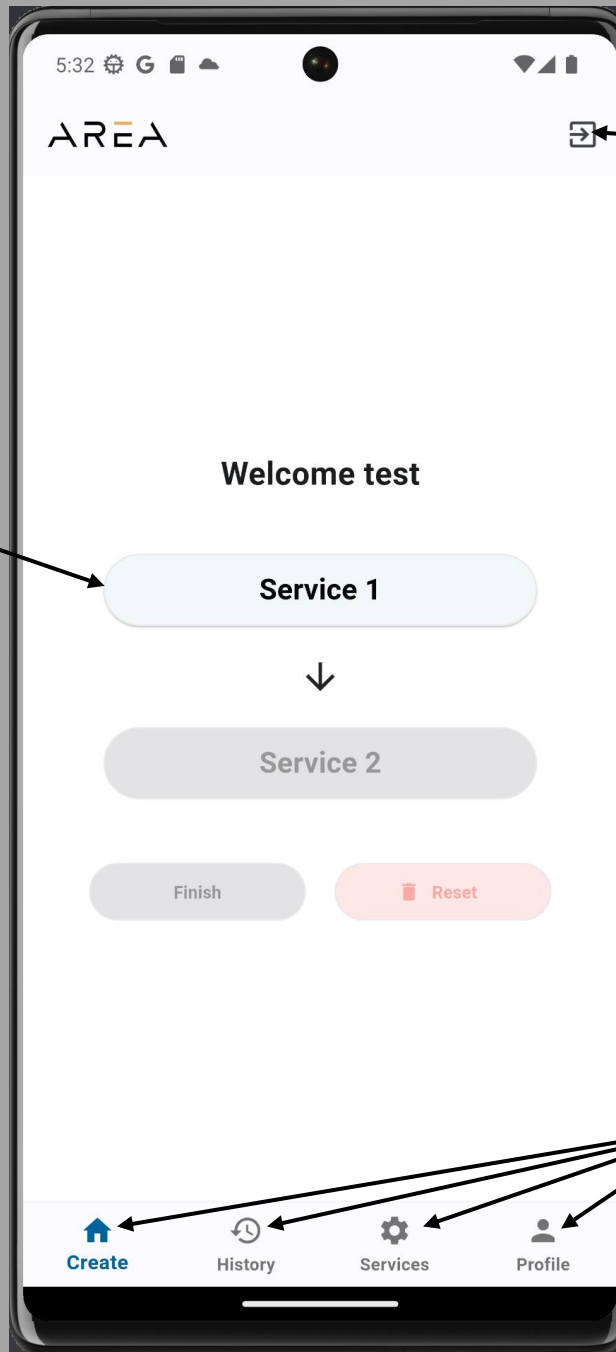 5:32 G
AREA
Welcome test
Service 1
Service 2
Finish Reset
Create History Services Profile